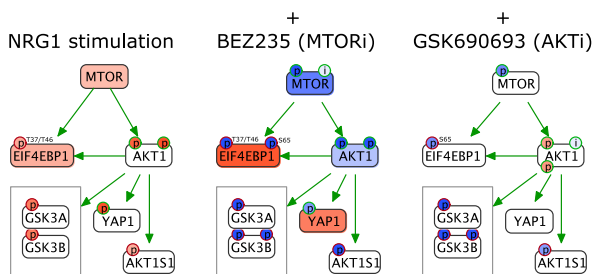 + +
NRG1 stimulation BEZ235 (MTORi) GSK690693 (AKTi)
MTOR
p T37/T46
EIF4EBP1
p p
AKT1
p
GSK3A
p
GSK3B
p
YAP1
p
AKT1S1
p i
MTOR
p T37/T46 p S65
EIF4EBP1
p p
AKT1
p
GSK3A
p p
GSK3B
p
YAP1
p
AKT1S1
p
MTOR
p S65
EIF4EBP1
p i
AKT1
p
p
GSK3A
p p
GSK3B
YAP1
p
AKT1S1